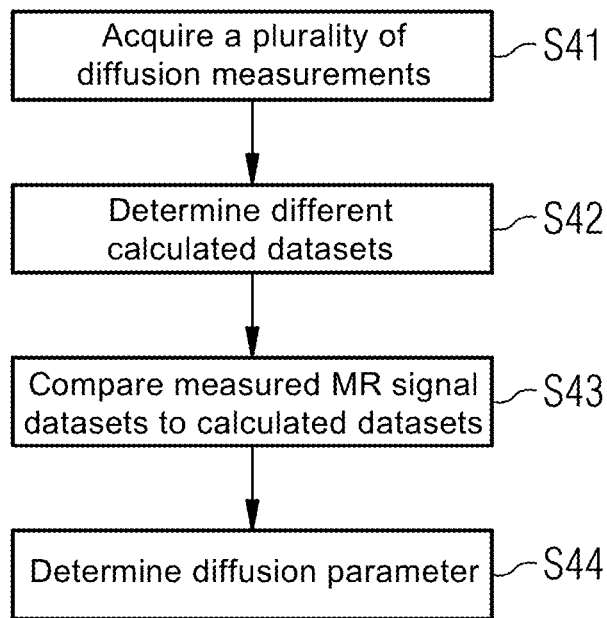 Acquire a plurality of
diffusion measurements
S41
Determine different
calculated datasets
S42
Compare measured MR signal
datasets to calculated datasets
S43
Determine diffusion parameter
S44